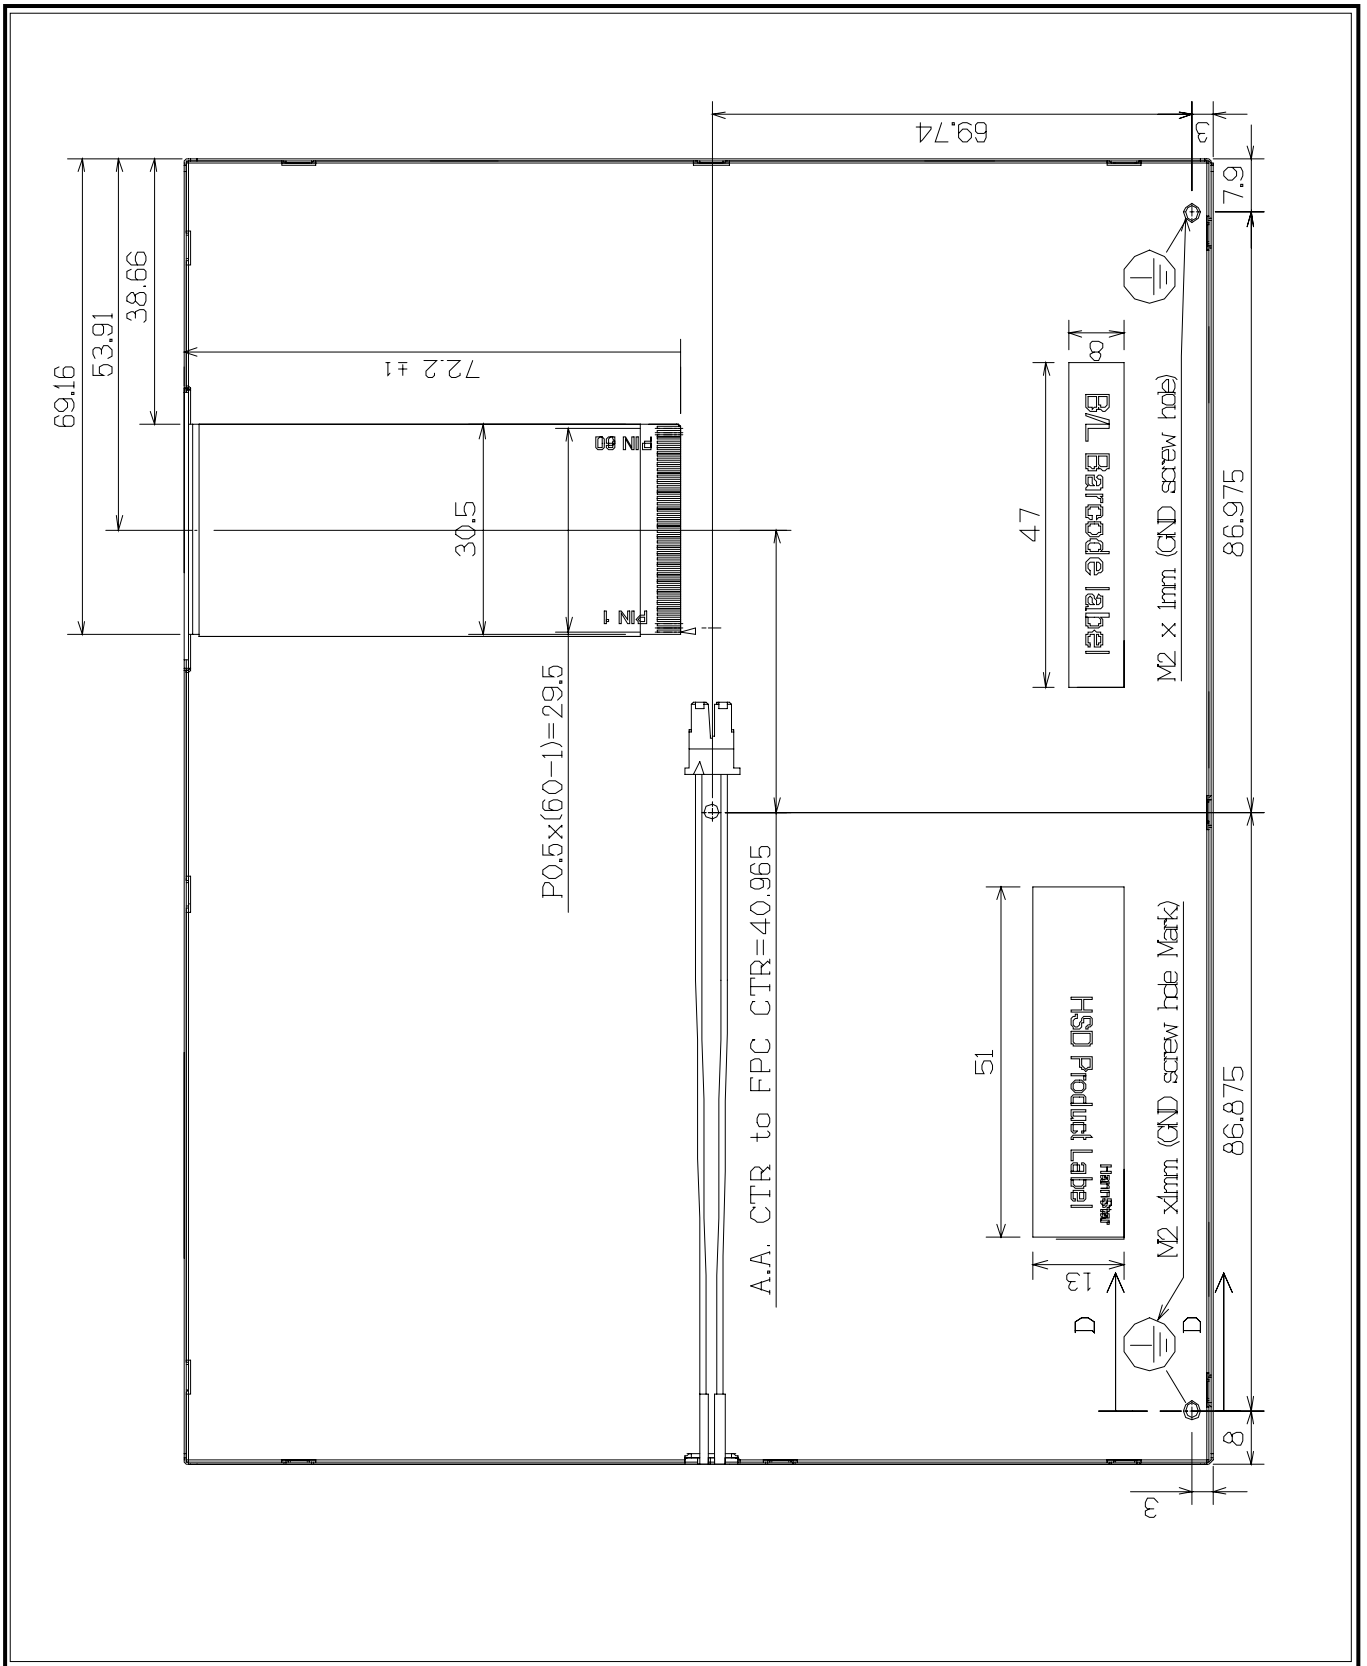 69.74
3
7.9
38.66
53.91
69.16
72.2 ±1
8
PIN 60
B/L Barcode label
M2 x 1mm (GND screw hole)
30.5
47
86.975
PIN 1
P0.5x(60-1)=29.5
A.A. CTR to FPC CTR=40.965
51
HSD Product Label
HannStar
M2 x1mm (GND screw hole Mark)
86.875
13
D
D
8
3